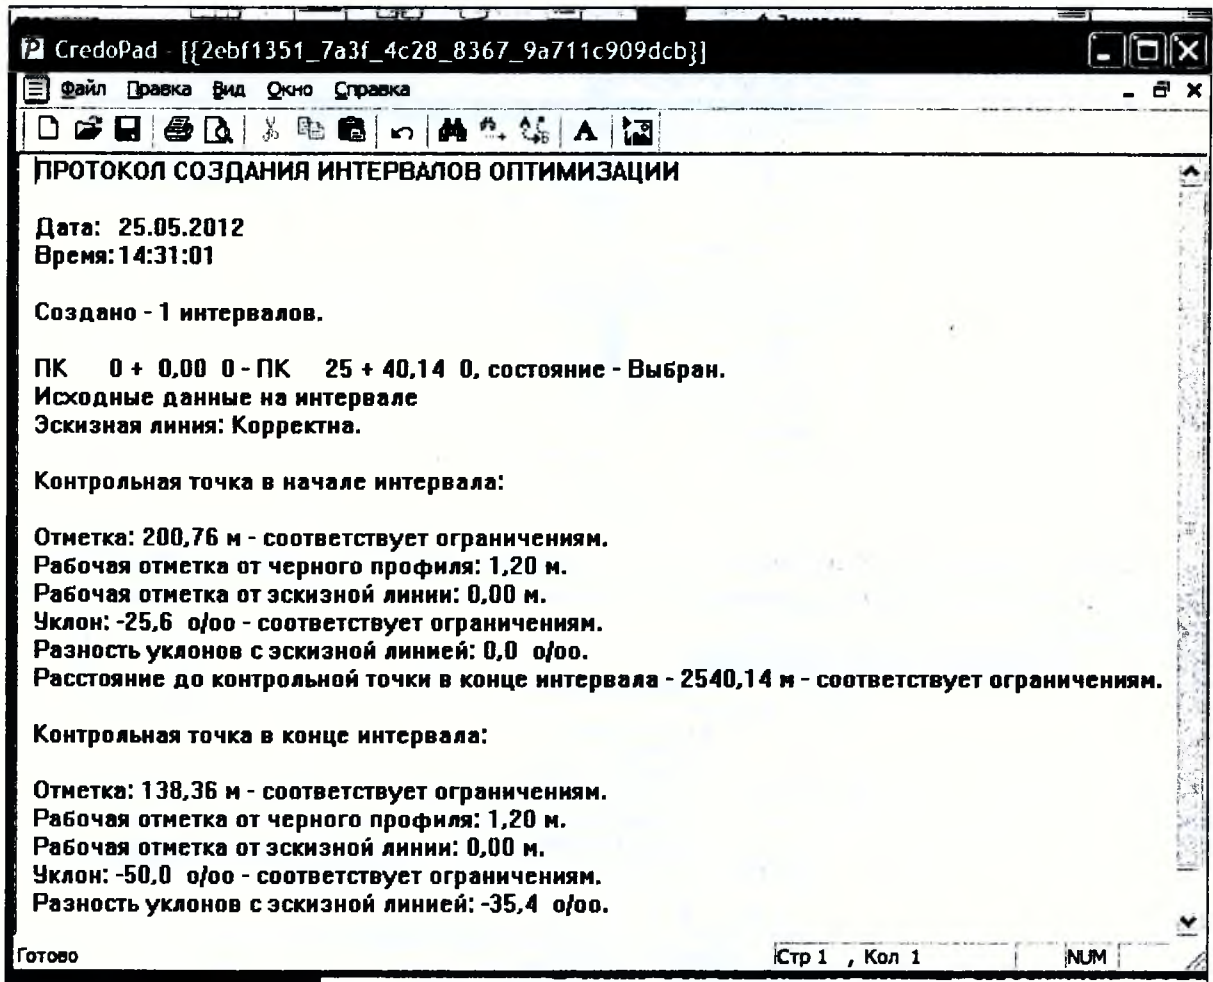 CredoPad - [{2ebf1351_7a3f_4c28_8367_9a711c909dcb}]
Файл Правка Вид Окно Справка
ПРОТОКОЛ СОЗДАНИЯ ИНТЕРВАЛОВ ОПТИМИЗАЦИИ
Дата: 25.05.2012
Время:14:31:01
Создано - 1 интервалов.
ПК 0 + 0,00 0 - ПК 25 + 40,14 0, состояние - Выбран.
Исходные данные на интервале
Эскизная линия: Корректна.
Контрольная точка в начале интервала:
Отметка: 200,76 м - соответствует ограничениям.
Рабочая отметка от черного профиля: 1,20 м.
Рабочая отметка от эскизной линии: 0,00 м.
Уклон: -25,6 о/оо - соответствует ограничениям.
Разность уклонов с эскизной линией: 0,0 о/оо.
Расстояние до контрольной точки в конце интервала - 2540,14 м - соответствует ограничениям.
Контрольная точка в конце интервала:
Отметка: 138,36 м - соответствует ограничениям.
Рабочая отметка от черного профиля: 1,20 м.
Рабочая отметка от эскизной линии: 0,00 м.
Уклон: -50,0 о/оо - соответствует ограничениям.
Разность уклонов с эскизной линией: -35,4 о/оо.
Готово Стр 1 , Кол 1 NUM